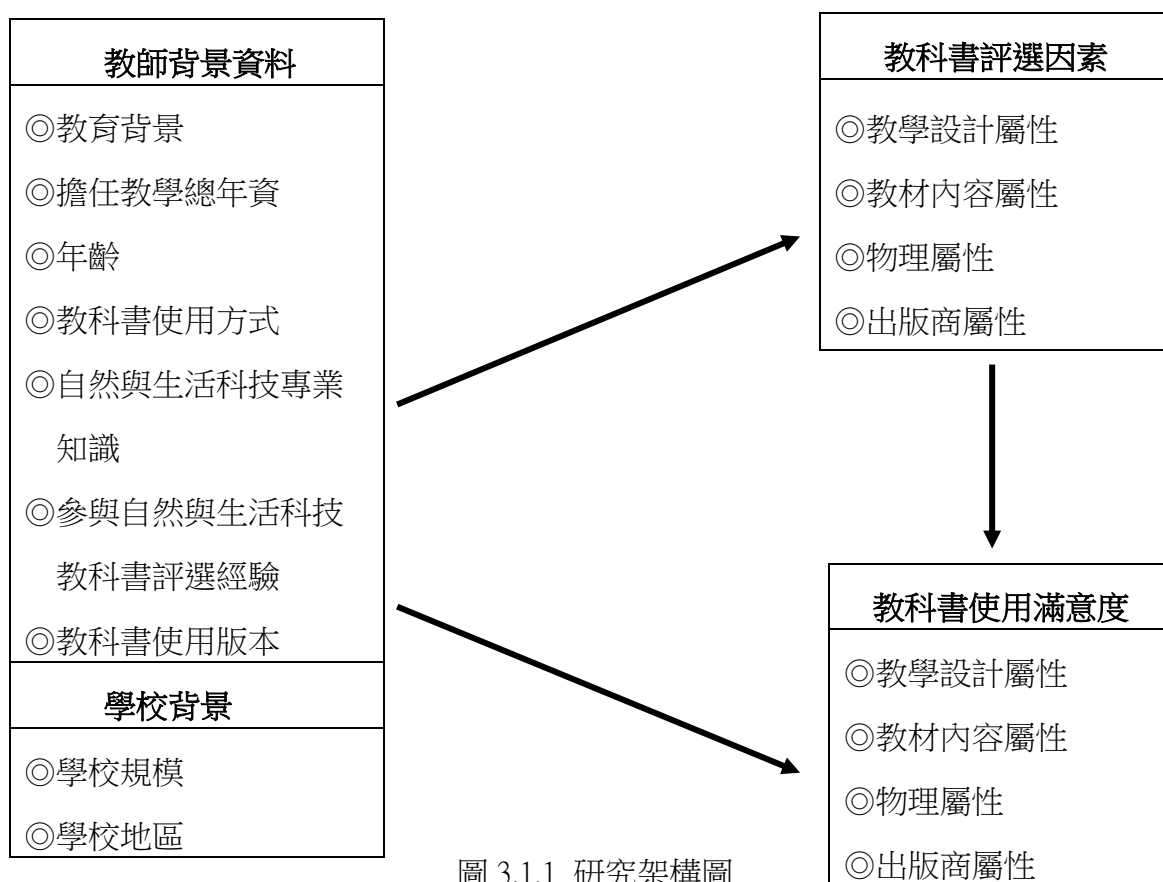 教師背景資料
◎教育背景
◎擔任教學總年資
◎年齡
◎教科書使用方式
◎自然與生活科技專業
知識
◎參與自然與生活科技
教科書評選經驗
◎教科書使用版本
學校背景
◎學校規模
◎學校地區
教科書評選因素
◎教學設計屬性
◎教材內容屬性
◎物理屬性
◎出版商屬性
教科書使用滿意度
◎教學設計屬性
◎教材內容屬性
◎物理屬性
◎出版商屬性
圖 3.1.1 研究架構圖